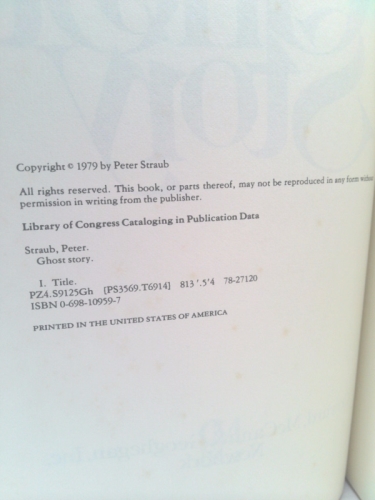 Copyright © 1979 by Peter Straub
All rights reserved. This book, or parts thereof, may not be reproduced in any form
permission in writing from the publisher.
Library of Congress Cataloging in Publication Data
Straub, Peter.
Ghost story.
I. Title.
PZ4.S9125Gh [PS3569.T6914] 813'.5'4 78-27120
ISBN 0-698-10959-7
PRINTED IN THE UNITED STATES OF AMERICA